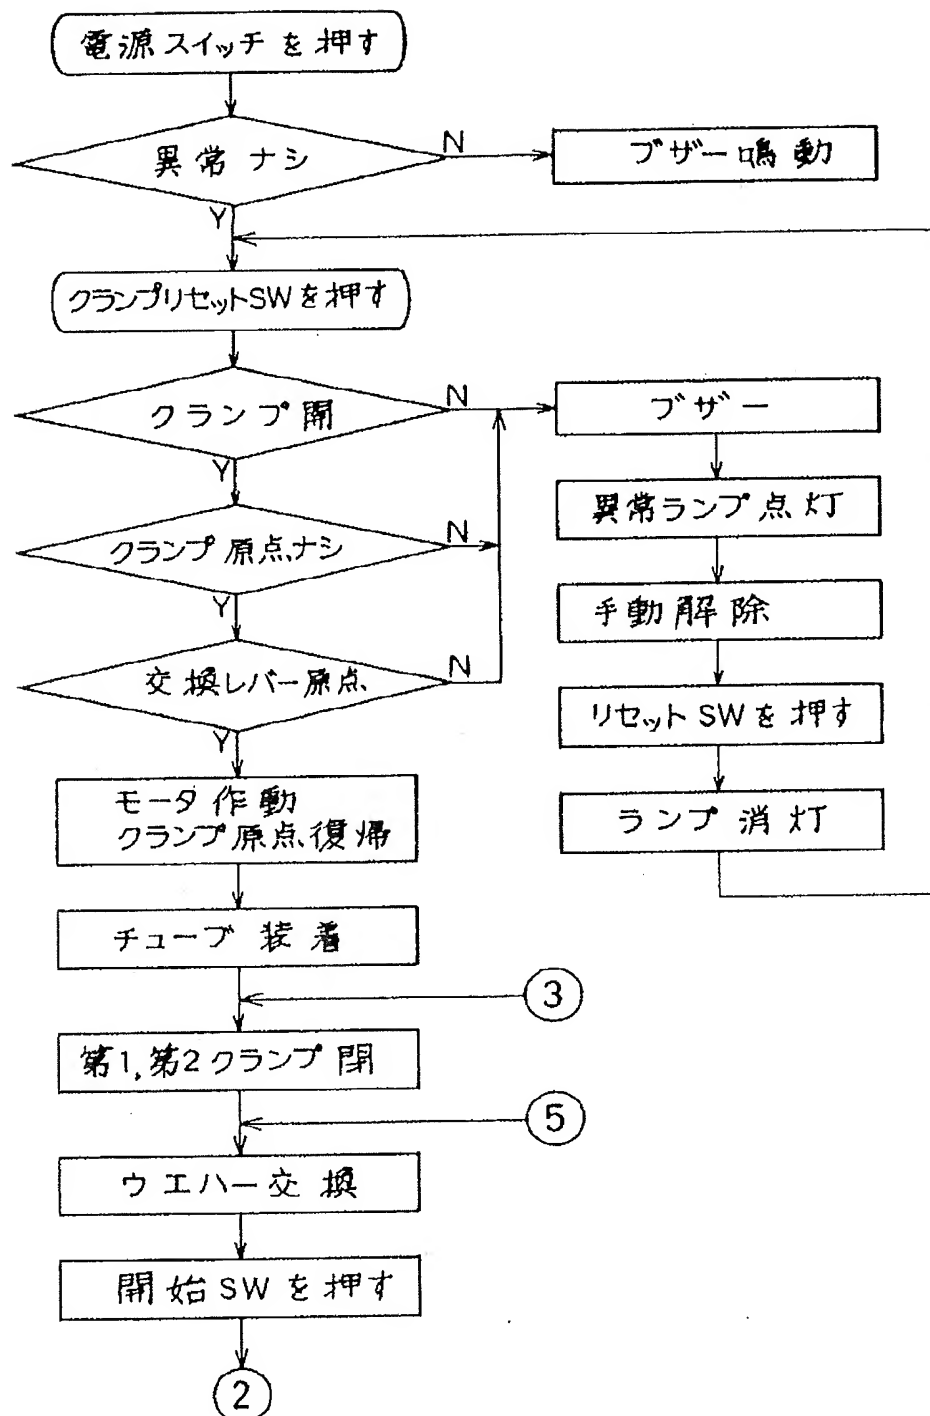 電源スイッチを押す
異常ナシ
N
ブザー鳴動
Y
クランプリセットSWを押す
クランプ開
N
ブザー
Y
異常ランプ点灯
クランプ原点ナシ
N
Y
手動解除
交換レバー原点
N
リセットSWを押す
Y
モータ作動
クランプ原点復帰
ランプ消灯
チューブ装着
3
第1,第2クランプ閉
5
ウエハー交換
開始SWを押す
2